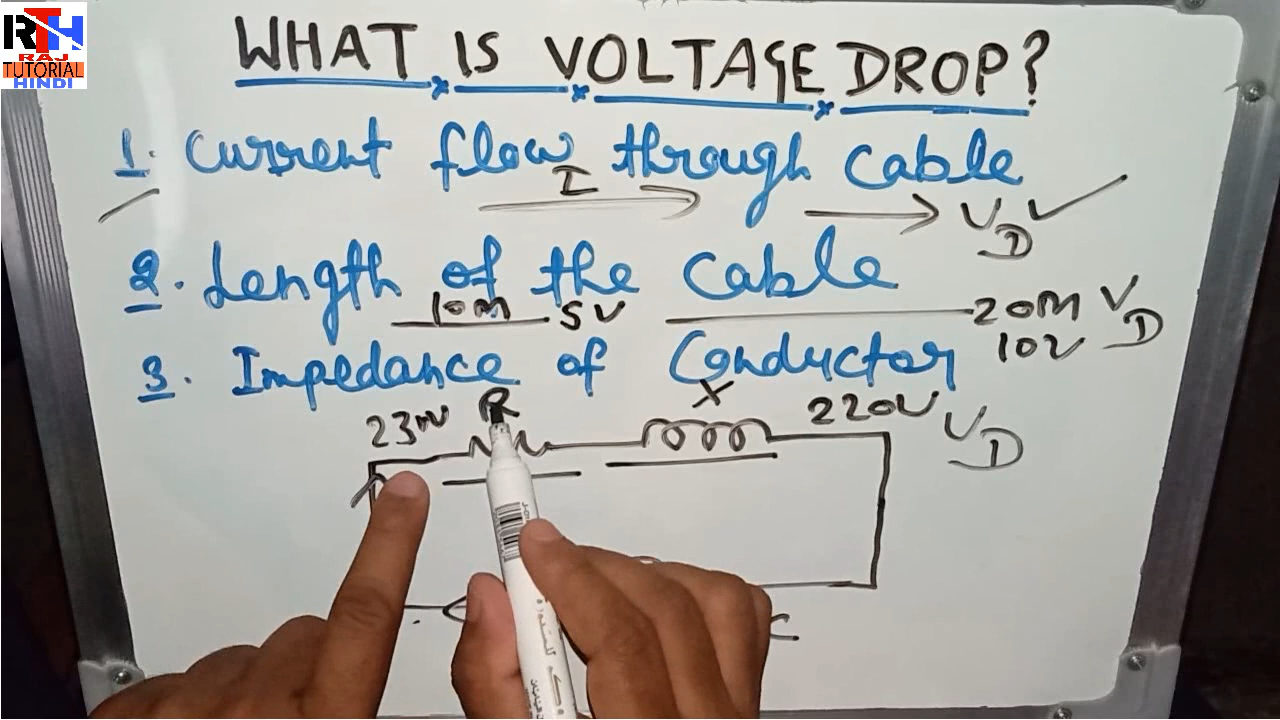 RTH
RAJ
TUTORIAL
HINDI
WHAT IS VOLTAGE DROP?
1. Current flow through cable
I VD
2. Length of the cable
10M 5V 20M VD
10V
3. Impedance of Conductor
R X 220V VD